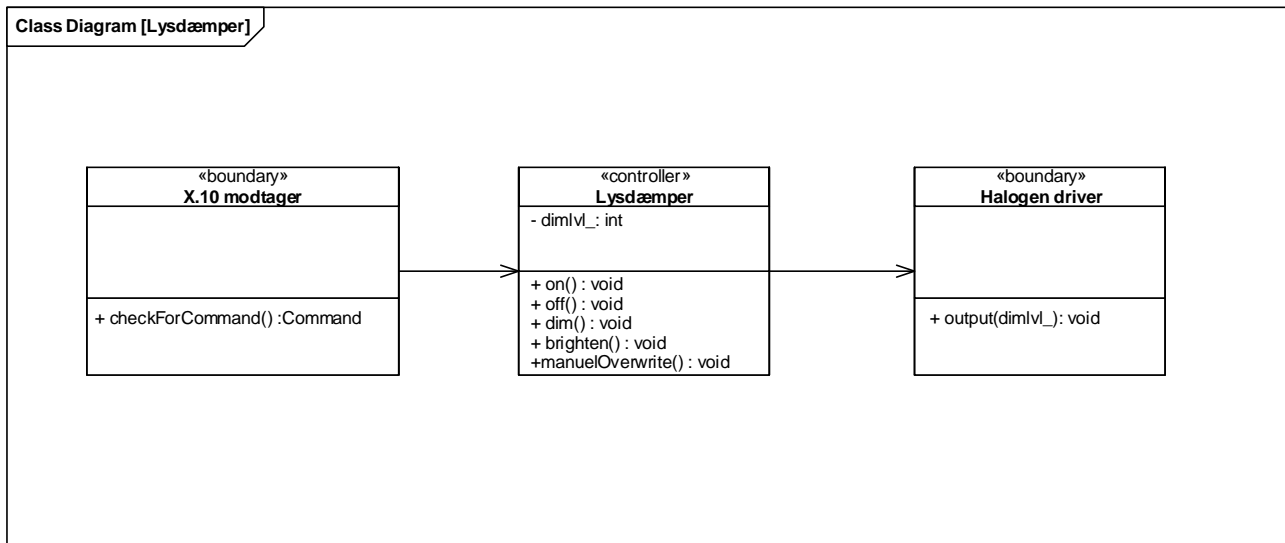 Class Diagram [Lysdæmper]
«boundary»
X.10 modtager
+ checkForCommand() :Command
«controller»
Lysdæmper
- dimlvl_: int
+ on() : void
+ off() : void
+ dim() : void
+ brighten() : void
+manuelOverwrite() : void
«boundary»
Halogen driver
+ output(dimlvl_): void